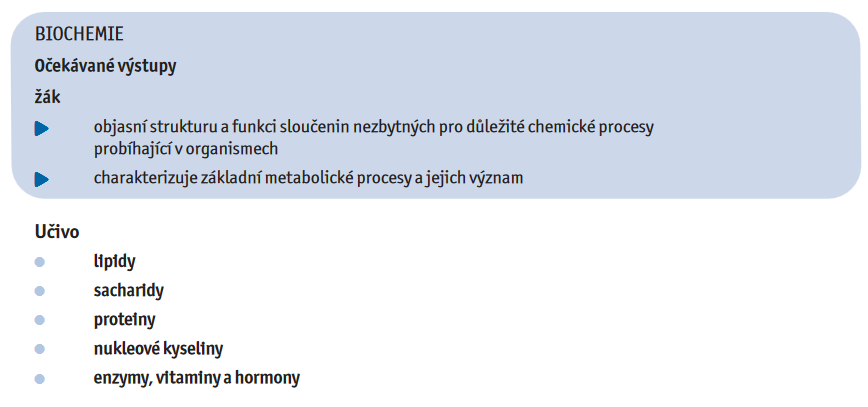 BIOCHEMIE
Očekávané výstupy
žák
objasní strukturu a funkci sloučenin nezbytných pro důležité chemické procesy
probíhající v organismech
charakterizuje základní metabolické procesy a jejich význam
Učivo
lipidy
sacharidy
proteiny
nukleové kyseliny
enzymy, vitaminy a hormony